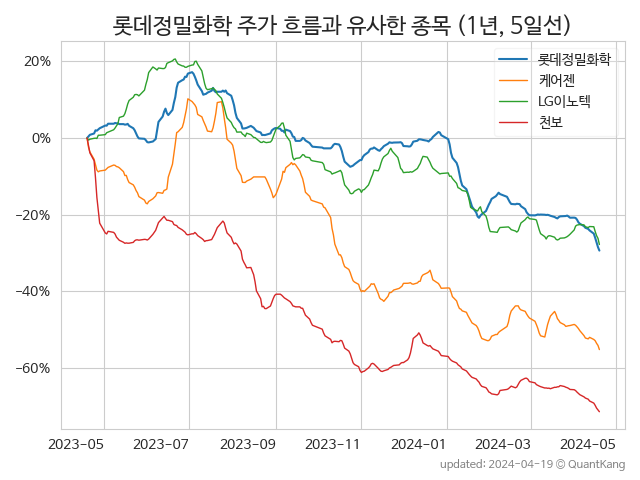 롯데정밀화학 주가 흐름과 유사한 종목 (1년, 5일선)
롯데정밀화학
케어젠
LG이노텍
천보
20%
0%
−20%
−40%
−60%
2023-05 2023-07 2023-09 2023-11 2024-01 2024-03 2024-05
updated: 2024-04-19 © QuantKang